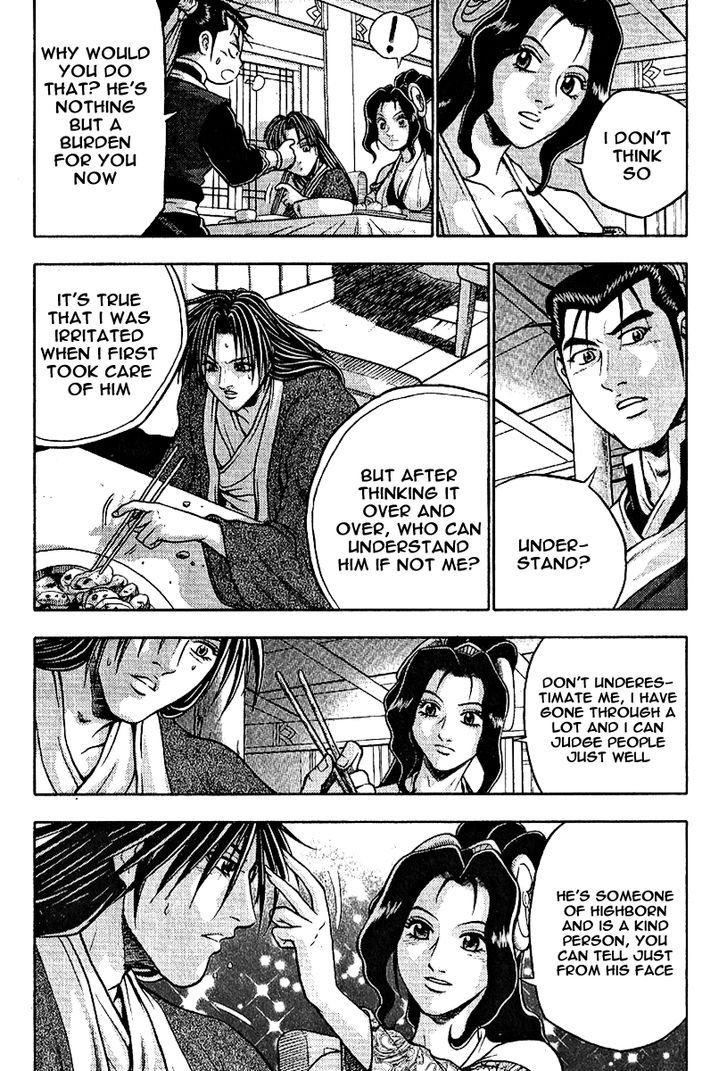 WHY WOULD
YOU DO
THAT? HE'S
NOTHING
BUT A
BURDEN
FOR YOU
NOW
!
I DON'T
THINK
SO
IT'S TRUE
THAT I WAS
IRRITATED
WHEN I FIRST
TOOK CARE
OF HIM
BUT AFTER
THINKING IT
OVER AND
OVER, WHO CAN
UNDERSTAND
HIM IF NOT ME?
UNDER-
STAND?
DON'T UNDERES-
TIMATE ME, I HAVE
GONE THROUGH A
LOT AND I CAN
JUDGE PEOPLE
JUST WELL
HE'S SOMEONE
OF HIGHBORN
AND IS A KIND
PERSON, YOU
CAN TELL JUST
FROM HIS FACE